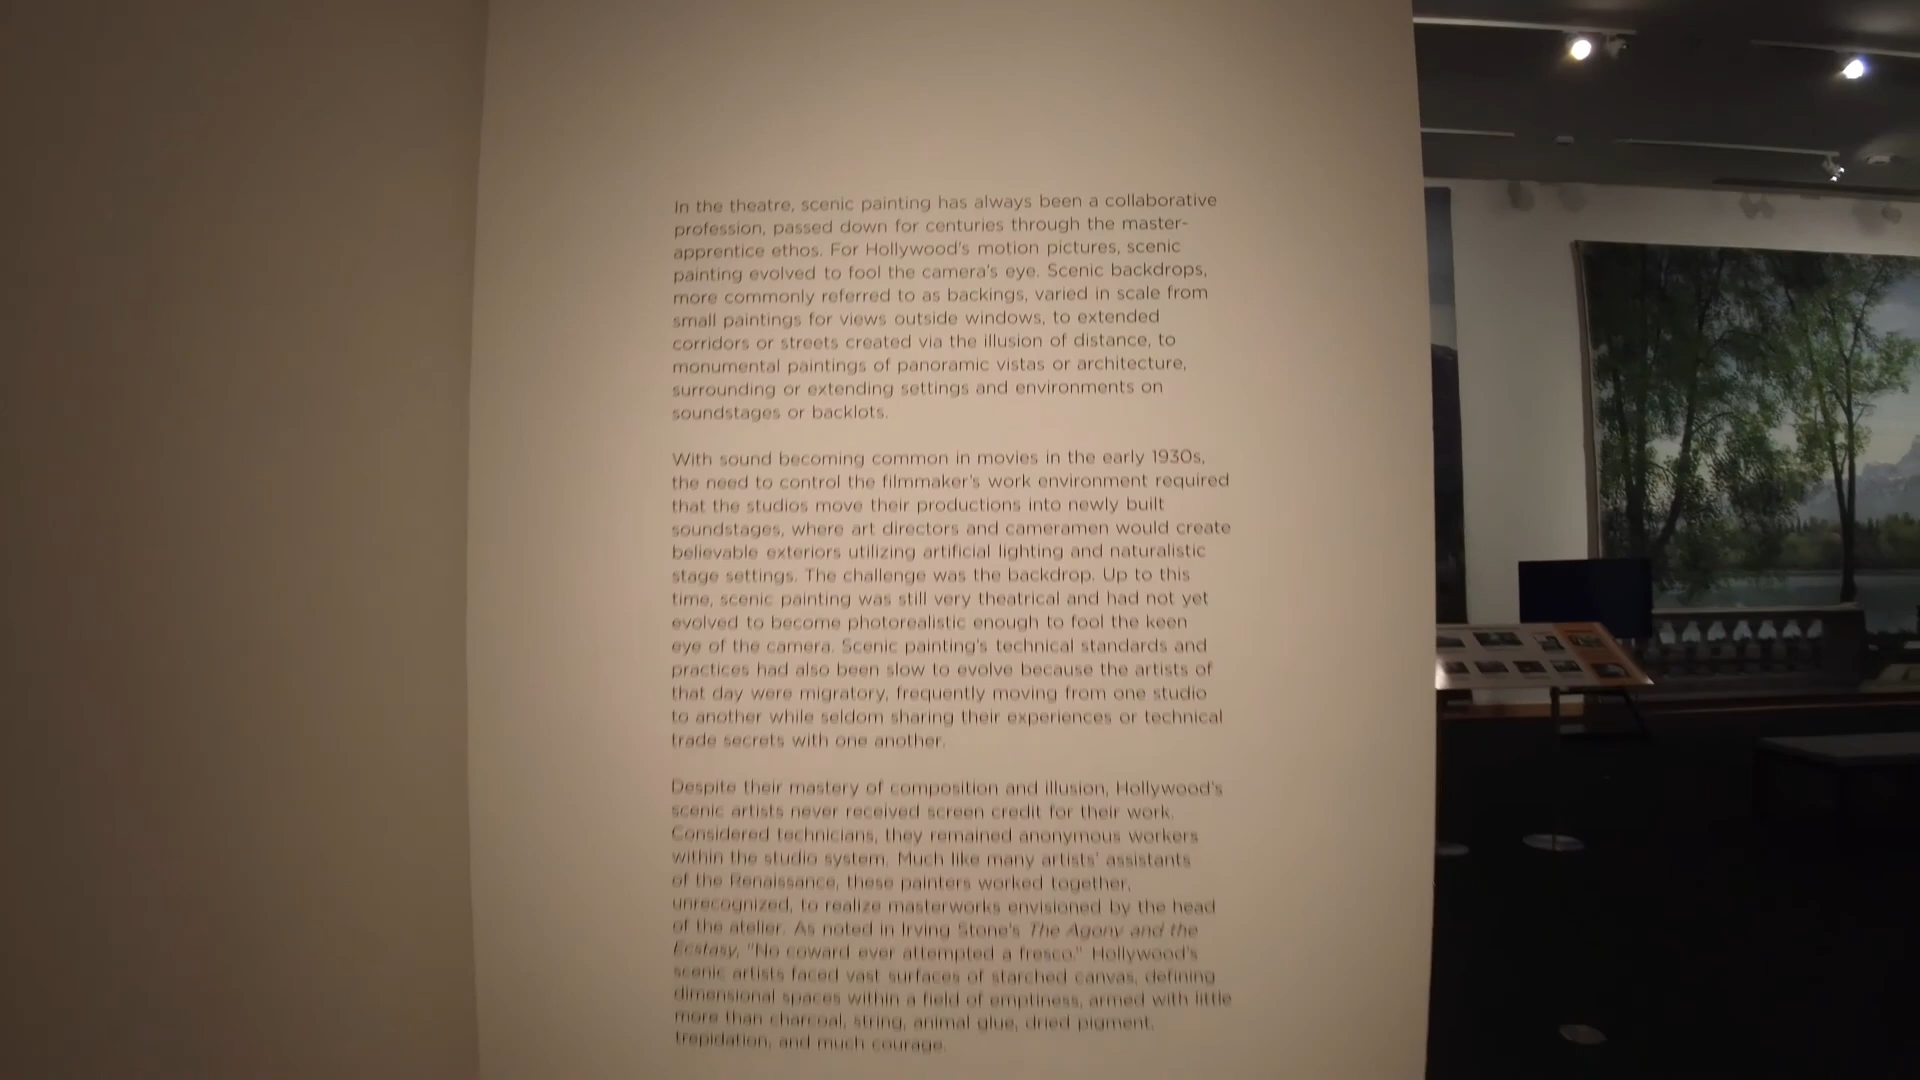 In the theatre, scenic painting has always been a collaborative
profession, passed down for centuries through the master-
apprentice ethos. For Hollywood's motion pictures, scenic
painting evolved to fool the camera's eye. Scenic backdrops,
more commonly referred to as backings, varied in scale from
small paintings for views outside windows, to extended
corridors or streets created via the illusion of distance, to
monumental paintings of panoramic vistas or architecture,
surrounding or extending settings and environments on
soundstages or backlots.
With sound becoming common in movies in the early 1930s,
the need to control the filmmaker's work environment required
that the studios move their productions into newly built
soundstages, where art directors and cameramen would create
believable exteriors utilizing artificial lighting and naturalistic
stage settings. The challenge was the backdrop. Up to this
time, scenic painting was still very theatrical and had not yet
evolved to become photorealistic enough to fool the keen
eye of the camera. Scenic painting's technical standards and
practices had also been slow to evolve because the artists of
that day were migratory, frequently moving from one studio
to another while seldom sharing their experiences or technical
trade secrets with one another.
Despite their mastery of composition and illusion, Hollywood's
scenic artists never received screen credit for their work.
Considered technicians, they remained anonymous workers
within the studio system. Much like many artists' assistants
of the Renaissance, these painters worked together,
unrecognized, to realize masterworks envisioned by the head
of the atelier. As noted in Irving Stone's The Agony and the
Ecstasy, "No coward ever attempted a fresco." Hollywood's
scenic artists faced vast surfaces of starched canvas, defining
dimensional spaces within a field of emptiness, armed with little
more than charcoal, string, animal glue, dried pigment,
trepidation, and much courage.